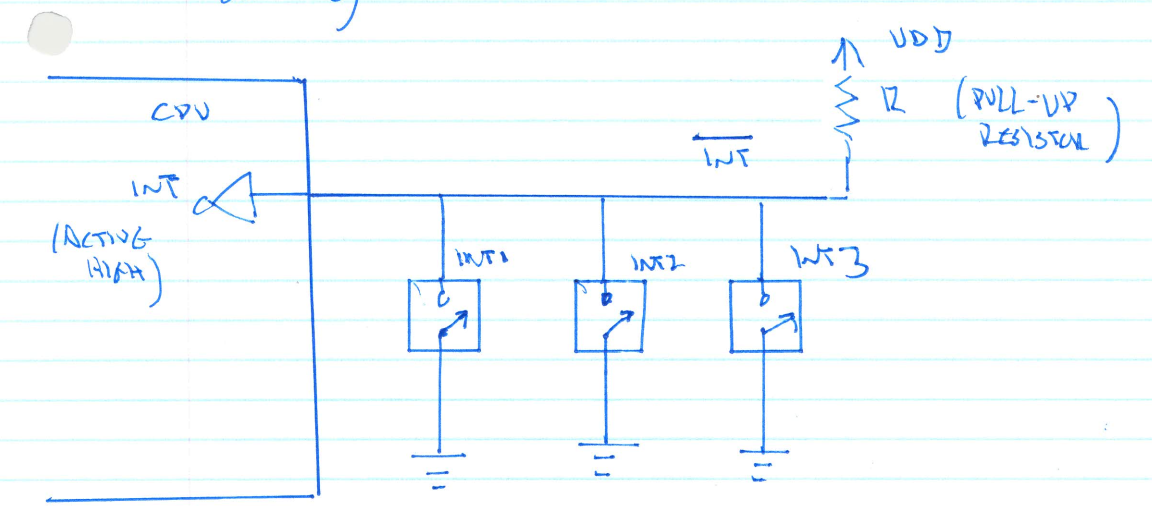 VDD
CPU
R (PULL-UP
RESISTOR)
INT
INT
(ACTIVE
HIGH)
INT1
INT2
INT3